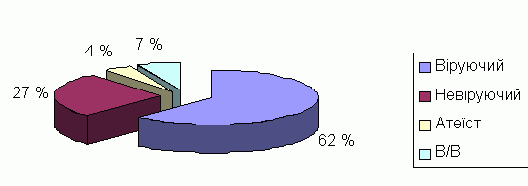 7 %
4 %
27 %
62 %
Віруючий
Невіруючий
Атеїст
В/В